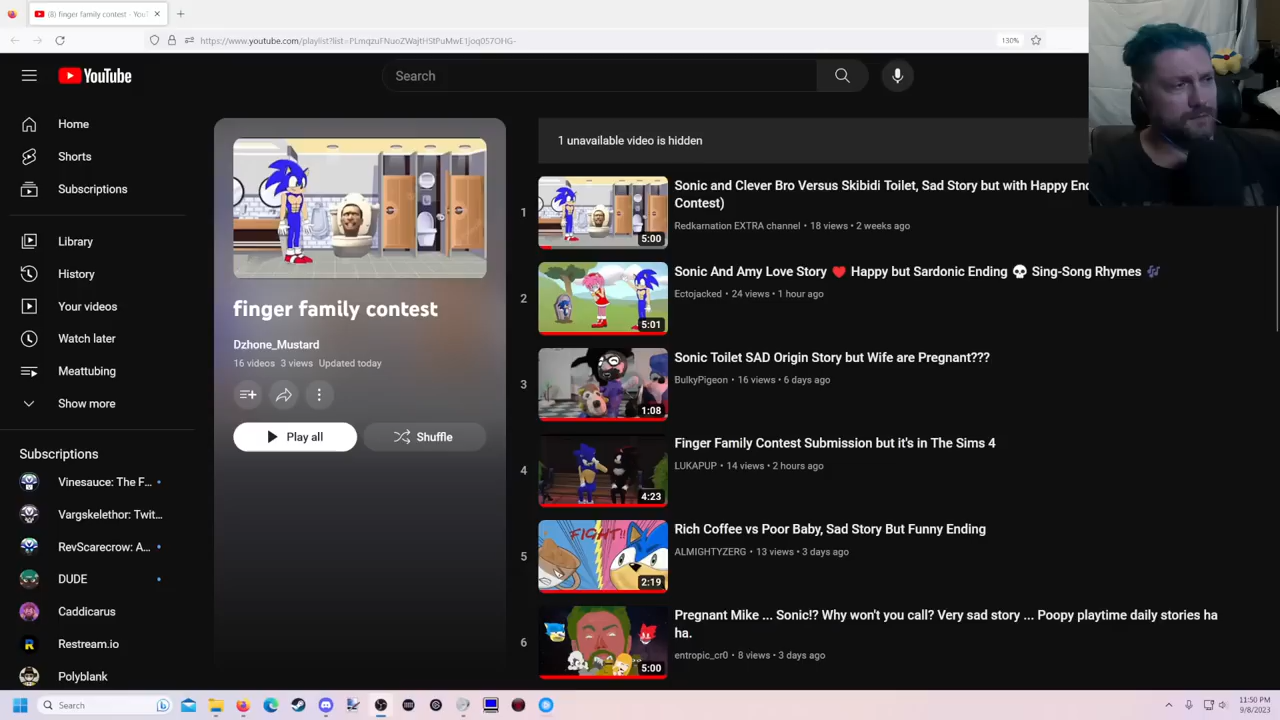 (8) finger family contest - You
https://www.youtube.com/playlist?list=PLmqzuFNuoZWajtHStPuMwE1joq057OHG-
130%
YouTube
Search
Home
Shorts
Subscriptions
Library
History
Your videos
Watch later
Meattubing
Show more
Subscriptions
Vinesauce: The F...
Vargskelethor: Twit...
RevScarecrow: A...
DUDE
Caddicarus
Restream.io
Polyblank
finger family contest
Dzhone_Mustard
16 videos 3 views Updated today
Play all
Shuffle
1 unavailable video is hidden
1
5:00
Sonic and Clever Bro Versus Skibidi Toilet, Sad Story but with Happy End
Contest)
Redkarnation EXTRA channel • 18 views • 2 weeks ago
2
5:01
Sonic And Amy Love Story ❤️ Happy but Sardonic Ending 💀 Sing-Song Rhymes 🎶
Ectojacked • 24 views • 1 hour ago
3
1:08
Sonic Toilet SAD Origin Story but Wife are Pregnant???
BulkyPigeon • 16 views • 6 days ago
4
4:23
Finger Family Contest Submission but it's in The Sims 4
LUKAPUP • 14 views • 2 hours ago
5
FIGHT!!
2:19
Rich Coffee vs Poor Baby, Sad Story But Funny Ending
ALMIGHTYZERG • 13 views • 3 days ago
6
5:00
Pregnant Mike ... Sonic!? Why won't you call? Very sad story ... Poopy playtime daily stories ha
ha.
entropic_cr0 • 8 views • 3 days ago
Search
11:50 PM
9/8/2023